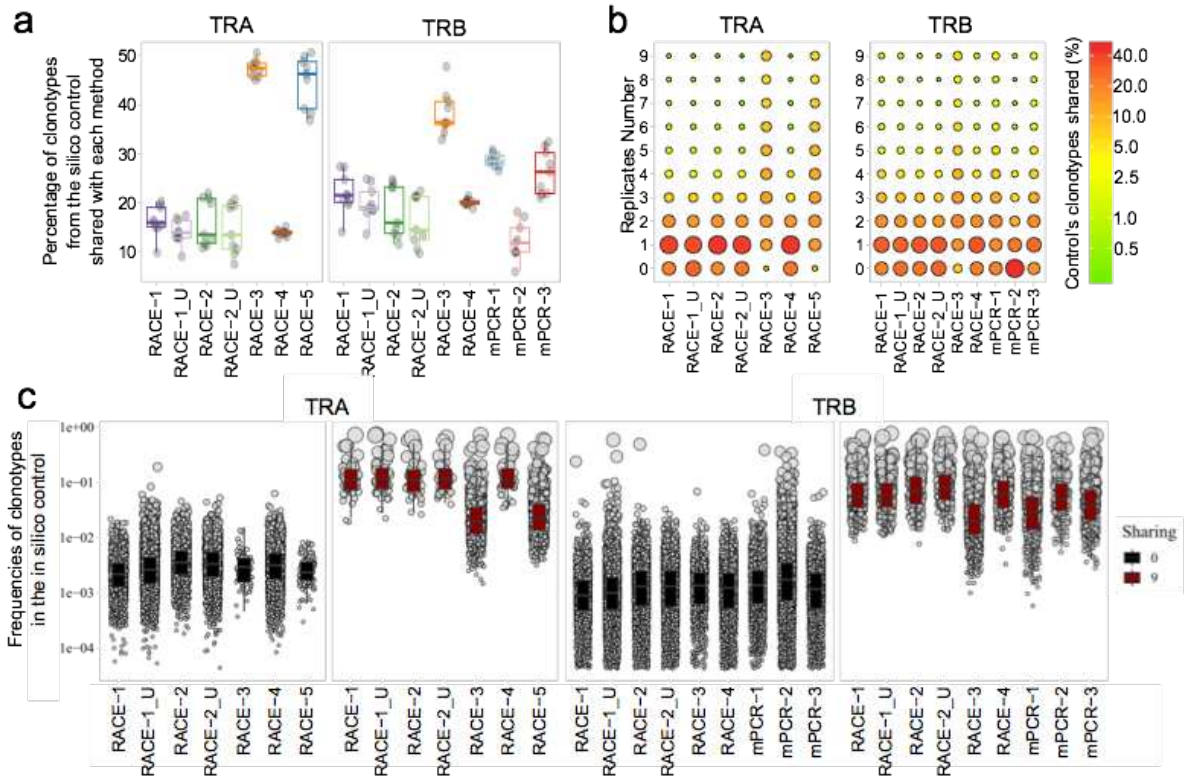 a
TRA
TRB
Percentage of clonotypes
from the silico control
shared with each method
50
40
30
20
10
RACE-1
RACE-1_U
RACE-2
RACE-2_U
RACE-3
RACE-4
RACE-5
RACE-1
RACE-1_U
RACE-2
RACE-2_U
RACE-3
RACE-4
mPCR-1
mPCR-2
mPCR-3
b
TRA
TRB
Replicates Number
9
8
7
6
5
4
3
2
1
0
9
8
7
6
5
4
3
2
1
0
RACE-1
RACE-1_U
RACE-2
RACE-2_U
RACE-3
RACE-4
RACE-5
RACE-1
RACE-1_U
RACE-2
RACE-2_U
RACE-3
RACE-4
mPCR-1
mPCR-2
mPCR-3
Control's clonotypes shared (%)
40.0
20.0
10.0
5.0
2.5
1.0
0.5
c
TRA
TRB
Frequencies of clonotypes
in the in silico control
1e+00
1e-01
1e-02
1e-03
1e-04
RACE-1
RACE-1_U
RACE-2
RACE-2_U
RACE-3
RACE-4
RACE-5
RACE-1
RACE-1_U
RACE-2
RACE-2_U
RACE-3
RACE-4
RACE-5
RACE-1
RACE-1_U
RACE-2
RACE-2_U
RACE-3
RACE-4
mPCR-1
mPCR-2
mPCR-3
RACE-1
RACE-1_U
RACE-2
RACE-2_U
RACE-3
RACE-4
mPCR-1
mPCR-2
mPCR-3
Sharing
0
9